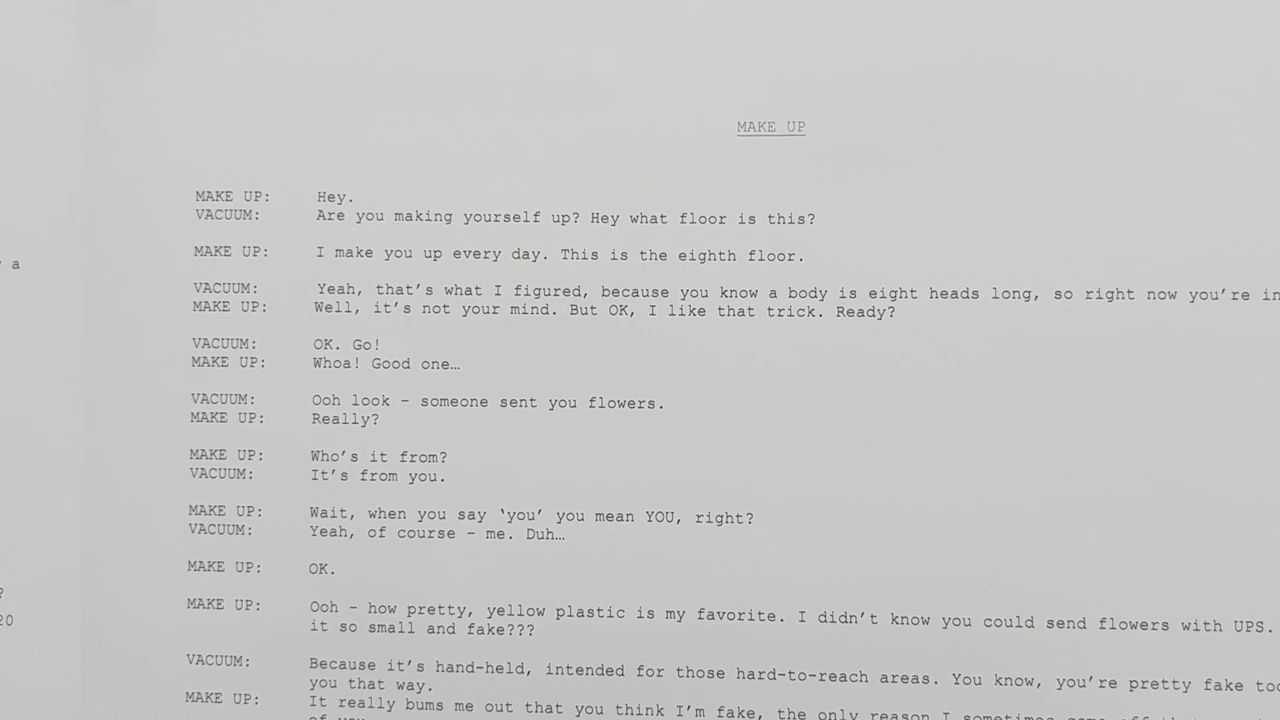 MAKE UP
MAKE UP: Hey.
VACUUM: Are you making yourself up? Hey what floor is this?
MAKE UP: I make you up every day. This is the eighth floor.
VACUUM: Yeah, that's what I figured, because you know a body is eight heads long, so right now you're in
MAKE UP: Well, it's not your mind. But OK, I like that trick. Ready?
VACUUM: OK. Go!
MAKE UP: Whoa! Good one…
VACUUM: Ooh look – someone sent you flowers.
MAKE UP: Really?
MAKE UP: Who's it from?
VACUUM: It's from you.
MAKE UP: Wait, when you say 'you' you mean YOU, right?
VACUUM: Yeah, of course – me. Duh…
MAKE UP: OK.
MAKE UP: Ooh – how pretty, yellow plastic is my favorite. I didn't know you could send flowers with UPS.
it so small and fake???
VACUUM: Because it's hand-held, intended for those hard-to-reach areas. You know, you're pretty fake too
you that way.
MAKE UP: It really bums me out that you think I'm fake, the only reason I sometimes
a
?
20